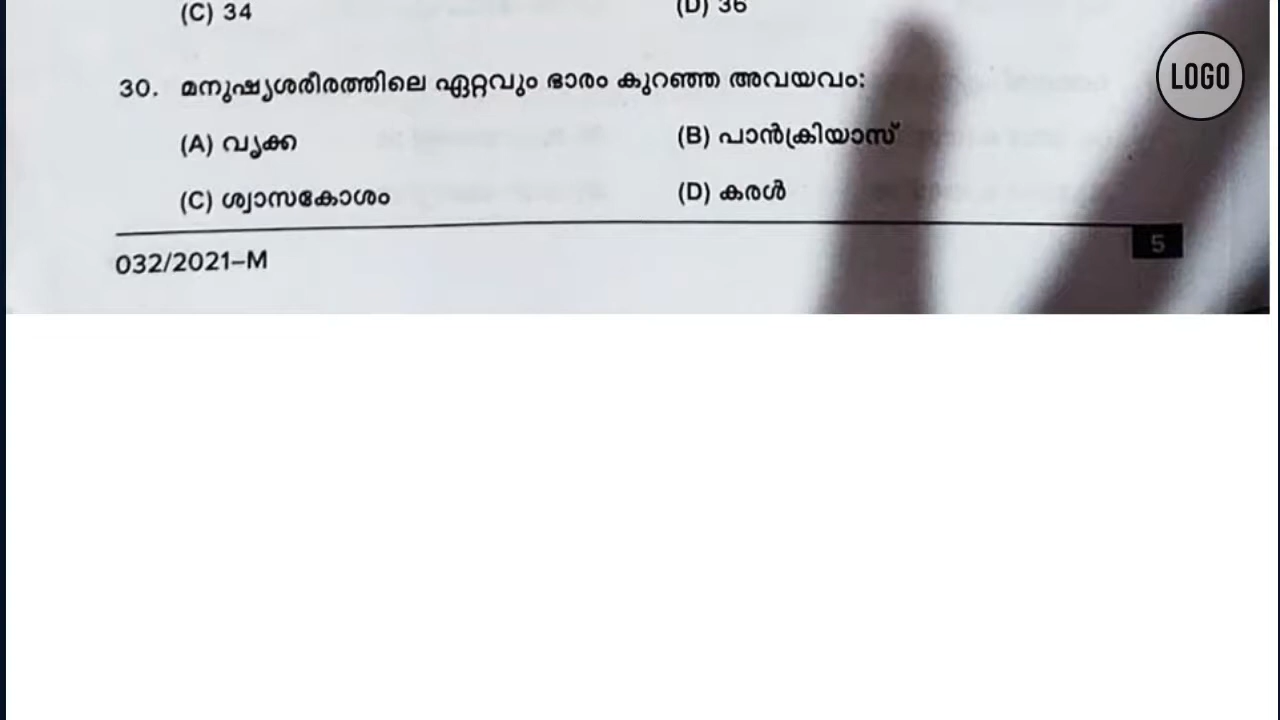 (C) 34 (D) 36
30. മനുഷ്യശരീരത്തിലെ ഏറ്റവും ഭാരം കുറഞ്ഞ അവയവം:
(A) വൃക്ക (B) പാൻക്രിയാസ്
(C) ശ്വാസകോശം (D) കരൾ
032/2021–M 5
LOGO